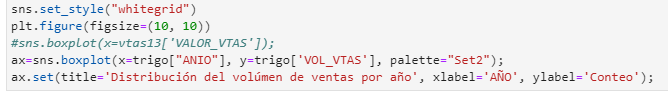 sns.set_style("whitegrid")
plt.figure(figsize=(10, 10))
#sns.boxplot(x=vtas13['VALOR_VTAS']);
ax=sns.boxplot(x=trigo["ANIO"], y=trigo['VOL_VTAS'], palette="Set2");
ax.set(title='Distribución del volúmen de ventas por año', xlabel='AÑO', ylabel='Conteo');